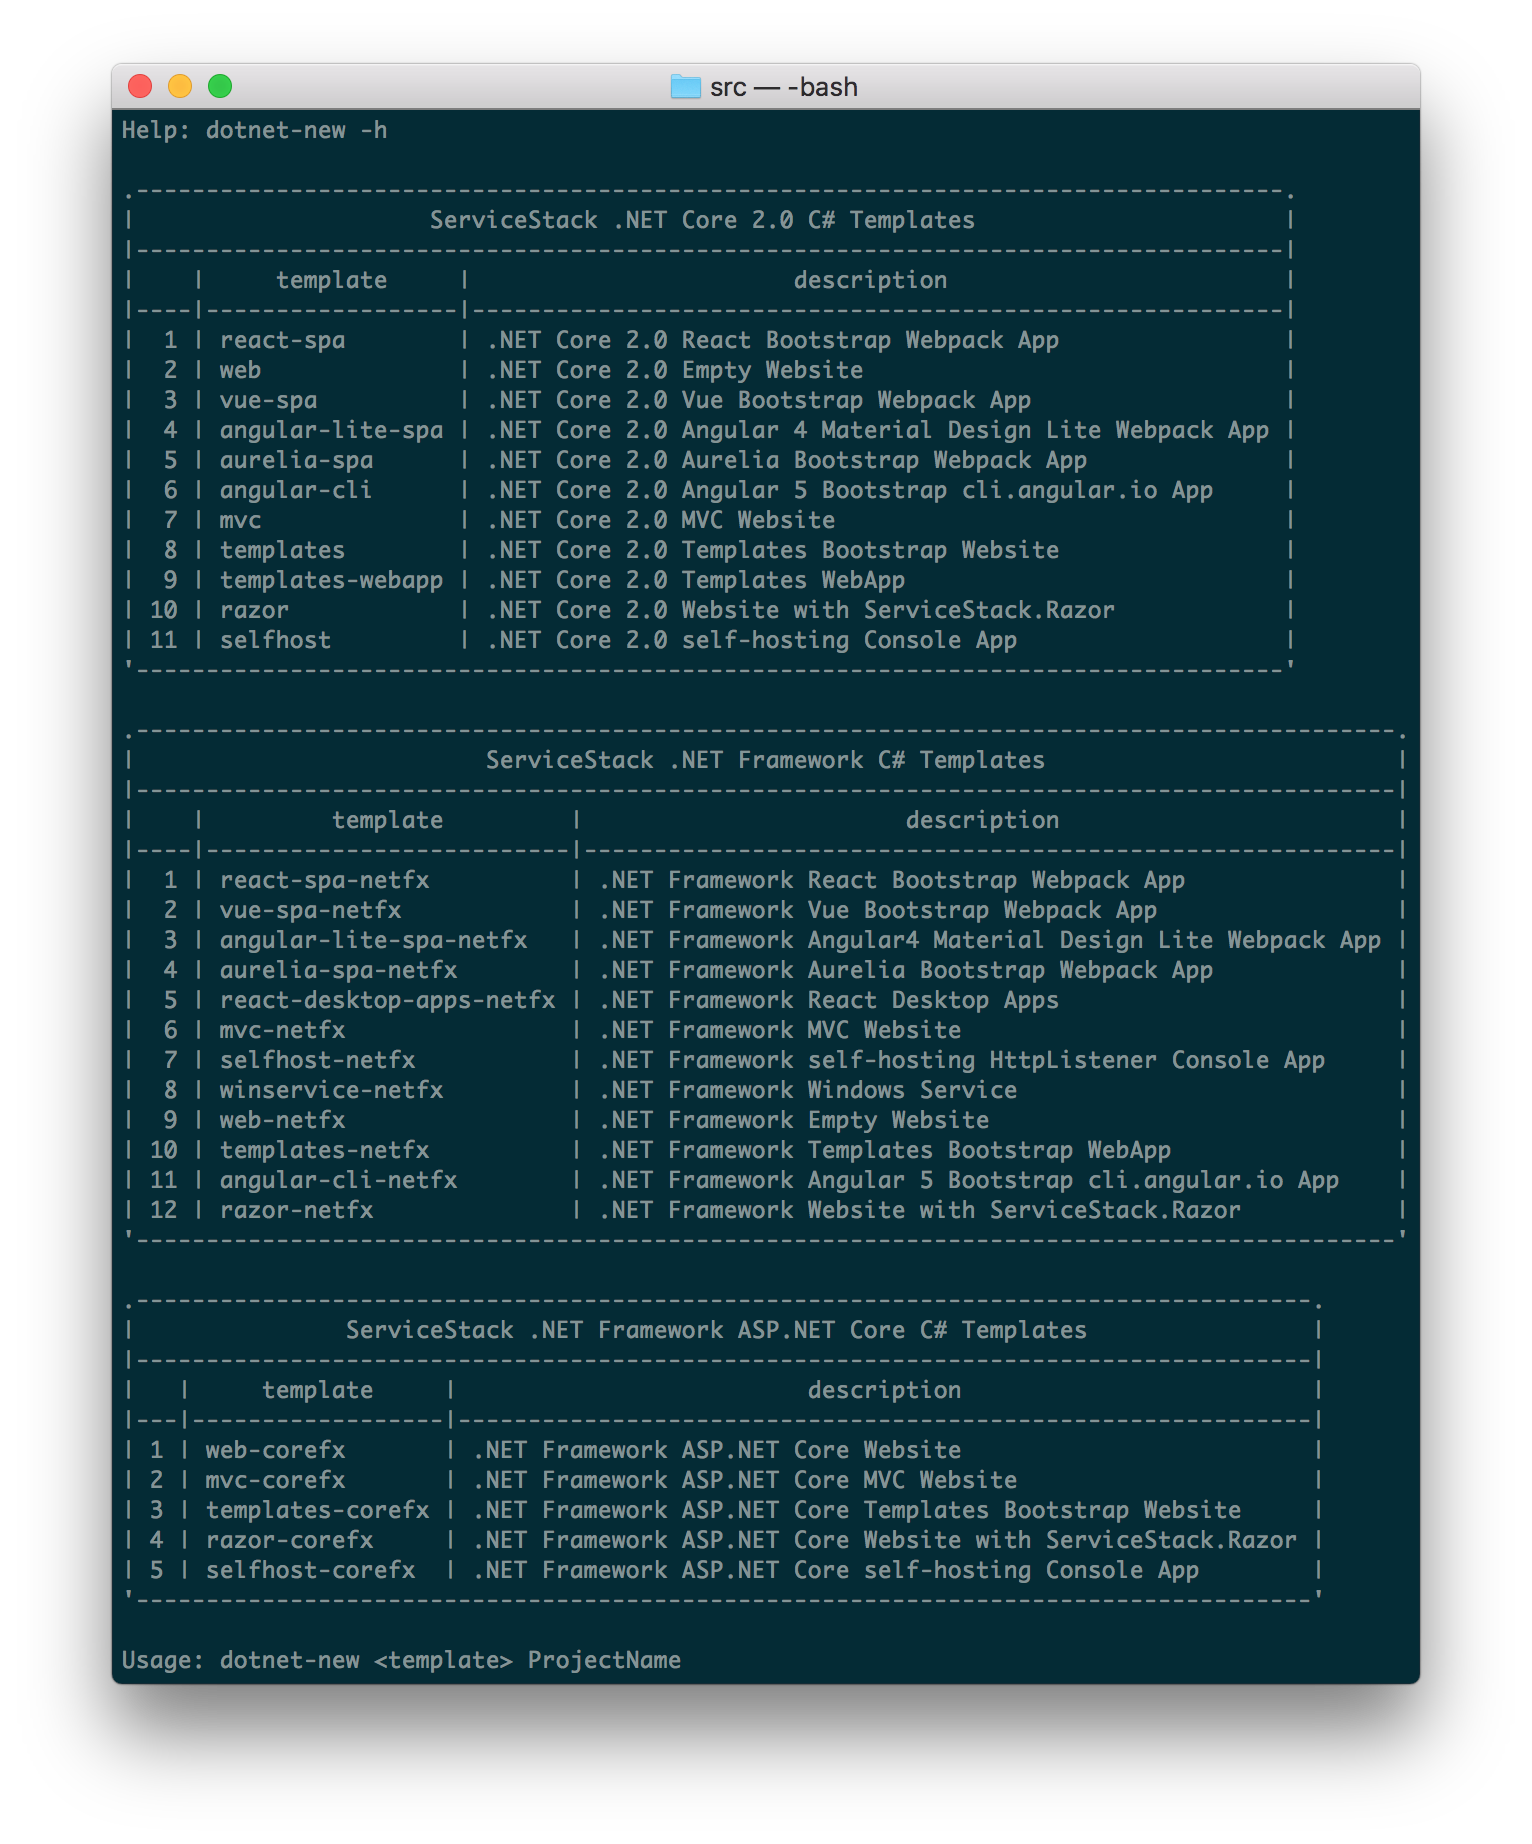 src — -bash
Help: dotnet-new -h
.----------------------------------------------------------------------------------.
|                     ServiceStack .NET Core 2.0 C# Templates                      |
|----------------------------------------------------------------------------------|
|    |     template     |                       description                        |
|----|------------------|----------------------------------------------------------|
|  1 | react-spa        | .NET Core 2.0 React Bootstrap Webpack App                |
|  2 | web              | .NET Core 2.0 Empty Website                              |
|  3 | vue-spa          | .NET Core 2.0 Vue Bootstrap Webpack App                  |
|  4 | angular-lite-spa | .NET Core 2.0 Angular 4 Material Design Lite Webpack App |
|  5 | aurelia-spa      | .NET Core 2.0 Aurelia Bootstrap Webpack App              |
|  6 | angular-cli      | .NET Core 2.0 Angular 5 Bootstrap cli.angular.io App     |
|  7 | mvc              | .NET Core 2.0 MVC Website                                |
|  8 | templates        | .NET Core 2.0 Templates Bootstrap Website                |
|  9 | templates-webapp | .NET Core 2.0 Templates WebApp                           |
| 10 | razor            | .NET Core 2.0 Website with ServiceStack.Razor            |
| 11 | selfhost         | .NET Core 2.0 self-hosting Console App                   |
'----------------------------------------------------------------------------------'
.------------------------------------------------------------------------------------------.
|                         ServiceStack .NET Framework C# Templates                         |
|------------------------------------------------------------------------------------------|
|    |         template         |                       description                        |
|----|--------------------------|----------------------------------------------------------|
|  1 | react-spa-netfx          | .NET Framework React Bootstrap Webpack App               |
|  2 | vue-spa-netfx            | .NET Framework Vue Bootstrap Webpack App                 |
|  3 | angular-lite-spa-netfx   | .NET Framework Angular4 Material Design Lite Webpack App |
|  4 | aurelia-spa-netfx        | .NET Framework Aurelia Bootstrap Webpack App             |
|  5 | react-desktop-apps-netfx | .NET Framework React Desktop Apps                        |
|  6 | mvc-netfx                | .NET Framework MVC Website                               |
|  7 | selfhost-netfx           | .NET Framework self-hosting HttpListener Console App     |
|  8 | winservice-netfx         | .NET Framework Windows Service                           |
|  9 | web-netfx                | .NET Framework Empty Website                             |
| 10 | templates-netfx          | .NET Framework Templates Bootstrap WebApp                |
| 11 | angular-cli-netfx        | .NET Framework Angular 5 Bootstrap cli.angular.io App    |
| 12 | razor-netfx              | .NET Framework Website with ServiceStack.Razor           |
'------------------------------------------------------------------------------------------'
.------------------------------------------------------------------------------------.
|               ServiceStack .NET Framework ASP.NET Core C# Templates                |
|------------------------------------------------------------------------------------|
|   |     template     |                         description                         |
|---|------------------|-------------------------------------------------------------|
| 1 | web-corefx       | .NET Framework ASP.NET Core Website                         |
| 2 | mvc-corefx       | .NET Framework ASP.NET Core MVC Website                     |
| 3 | templates-corefx | .NET Framework ASP.NET Core Templates Bootstrap Website     |
| 4 | razor-corefx     | .NET Framework ASP.NET Core Website with ServiceStack.Razor |
| 5 | selfhost-corefx  | .NET Framework ASP.NET Core self-hosting Console App        |
'------------------------------------------------------------------------------------'
Usage: dotnet-new <template> ProjectName